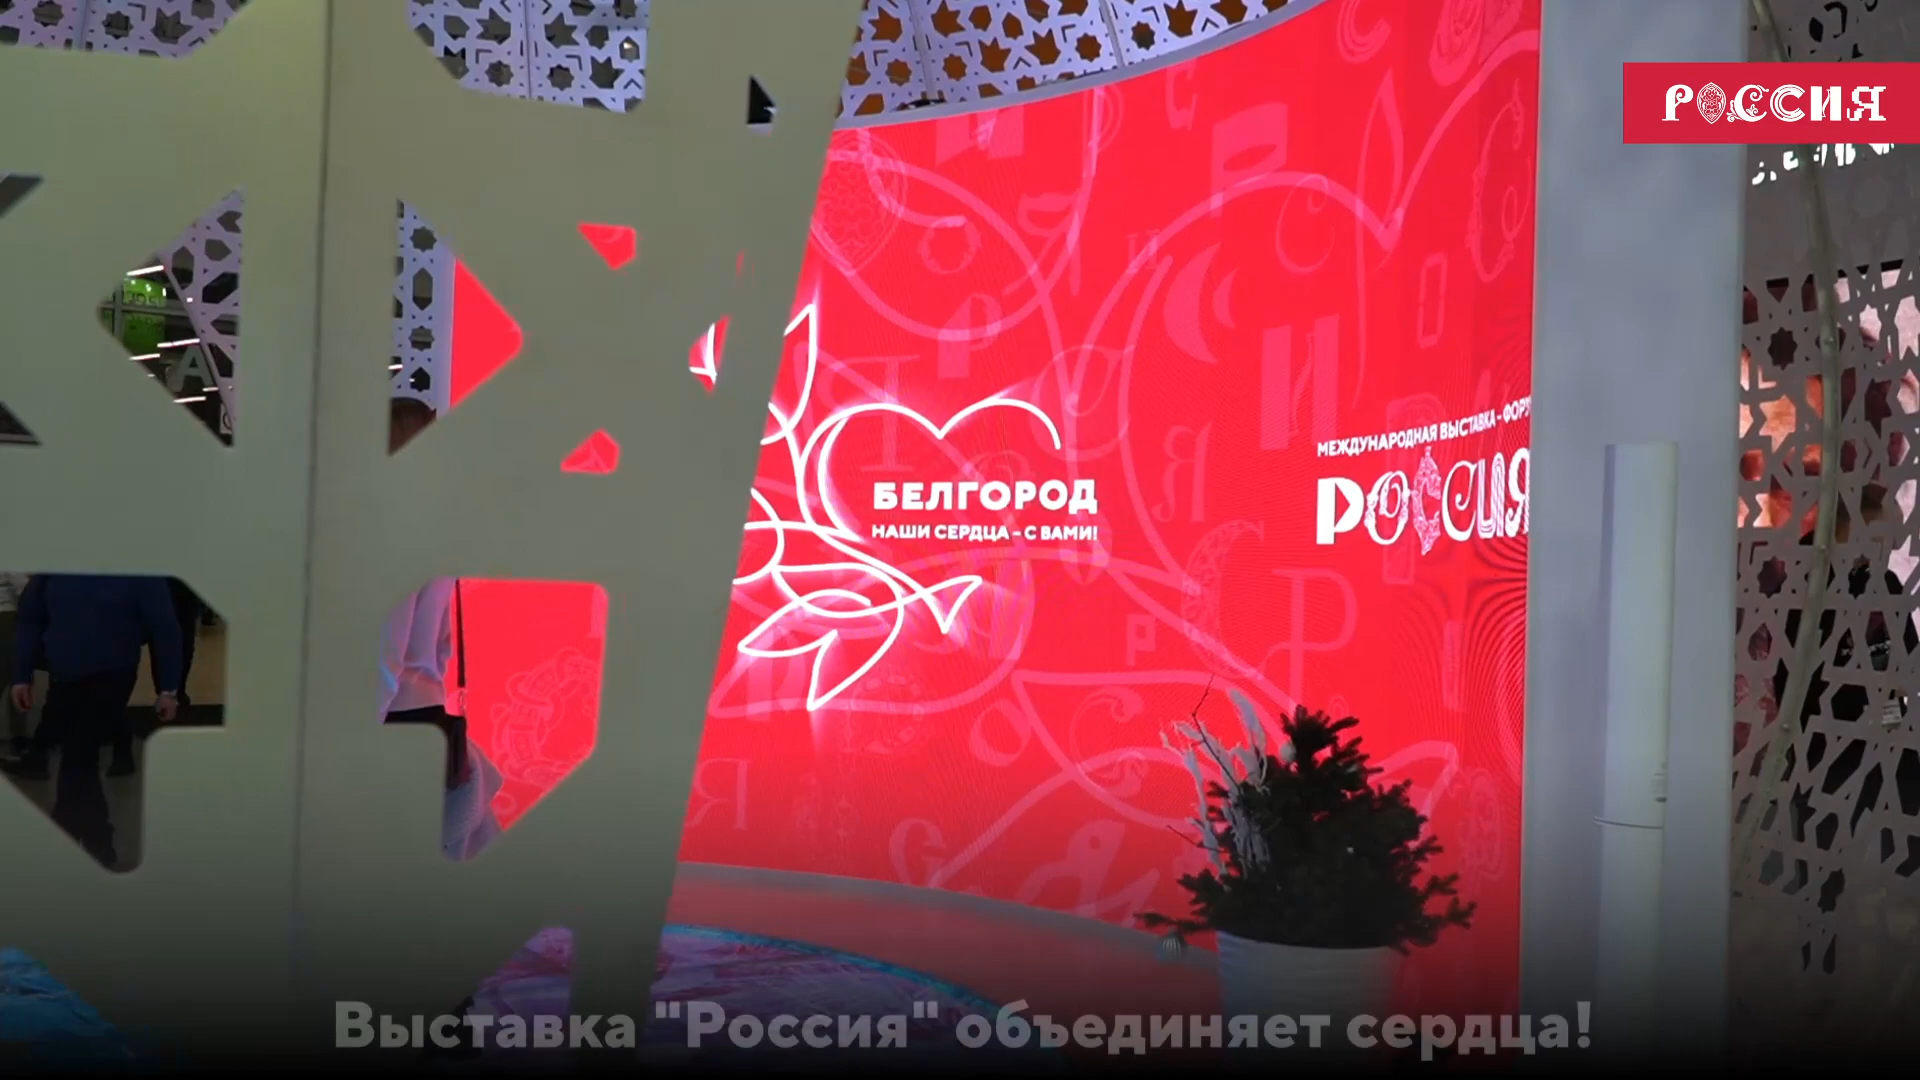 РОССИЯ
БЕЛГОРОД
НАШИ СЕРДЦА – С ВАМИ!
МЕЖДУНАРОДНАЯ ВЫСТАВКА – ФОРУ
РОССИЯ
Выставка "Россия" объединяет сердца!